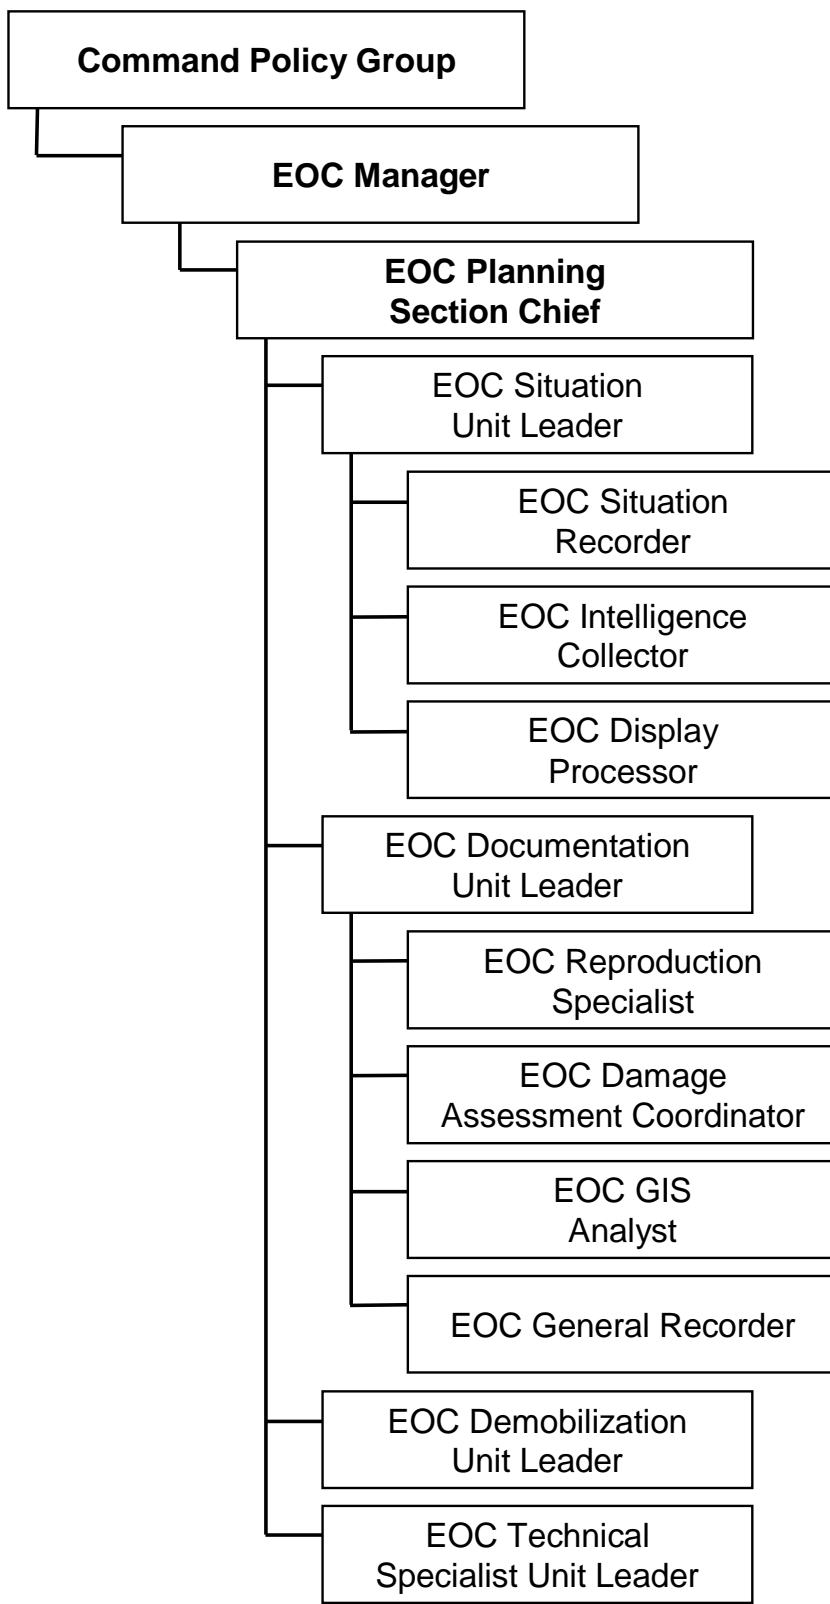 Command Policy Group
EOC Manager
EOC Planning
Section Chief
EOC Situation
Unit Leader
EOC Situation
Recorder
EOC Intelligence
Collector
EOC Display
Processor
EOC Documentation
Unit Leader
EOC Reproduction
Specialist
EOC Damage
Assessment Coordinator
EOC GIS
Analyst
EOC General Recorder
EOC Demobilization
Unit Leader
EOC Technical
Specialist Unit Leader